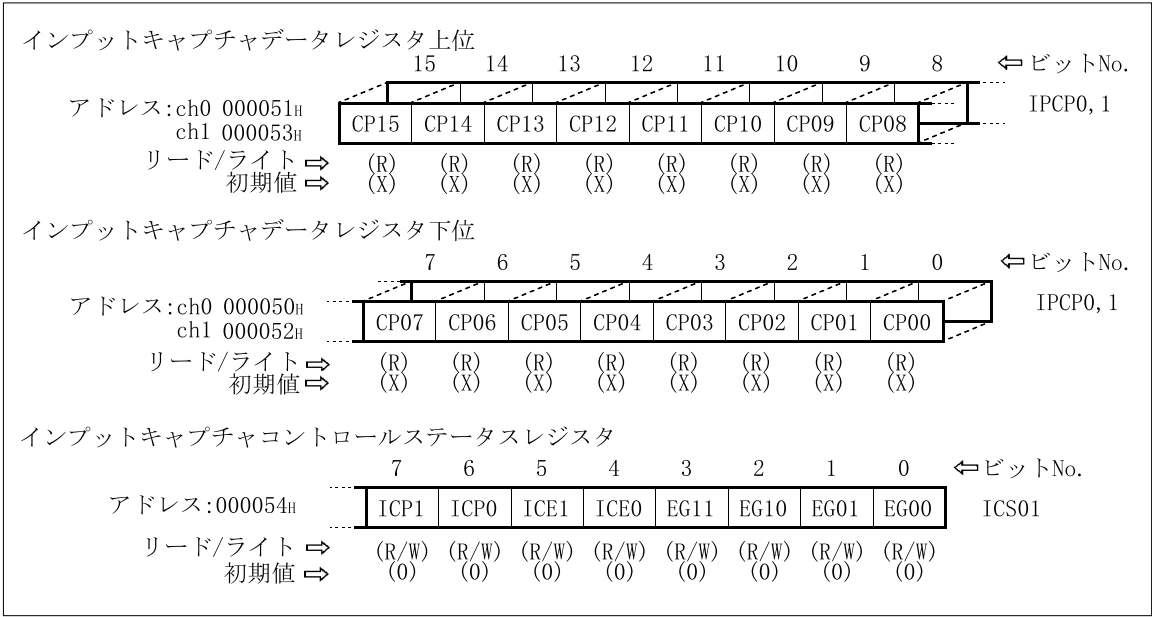 インプットキャプチャデータレジスタ上位
15 14 13 12 11 10 9 8 ⇦ビットNo.
アドレス:ch0 000051H IPCP0,1
CP15 CP14 CP13 CP12 CP11 CP10 CP09 CP08
ch1 000053H
リード/ライト ⇨ (R) (R) (R) (R) (R) (R) (R) (R)
初期値 ⇨ (X) (X) (X) (X) (X) (X) (X) (X)
インプットキャプチャデータレジスタ下位
7 6 5 4 3 2 1 0 ⇦ビットNo.
アドレス:ch0 000050H IPCP0,1
CP07 CP06 CP05 CP04 CP03 CP02 CP01 CP00
ch1 000052H
リード/ライト ⇨ (R) (R) (R) (R) (R) (R) (R) (R)
初期値 ⇨ (X) (X) (X) (X) (X) (X) (X) (X)
インプットキャプチャコントロールステータスレジスタ
7 6 5 4 3 2 1 0 ⇦ビットNo.
アドレス:000054H ICP1 ICP0 ICE1 ICE0 EG11 EG10 EG01 EG00 ICS01
リード/ライト ⇨ (R/W) (R/W) (R/W) (R/W) (R/W) (R/W) (R/W) (R/W)
初期値 ⇨ (0) (0) (0) (0) (0) (0) (0) (0)